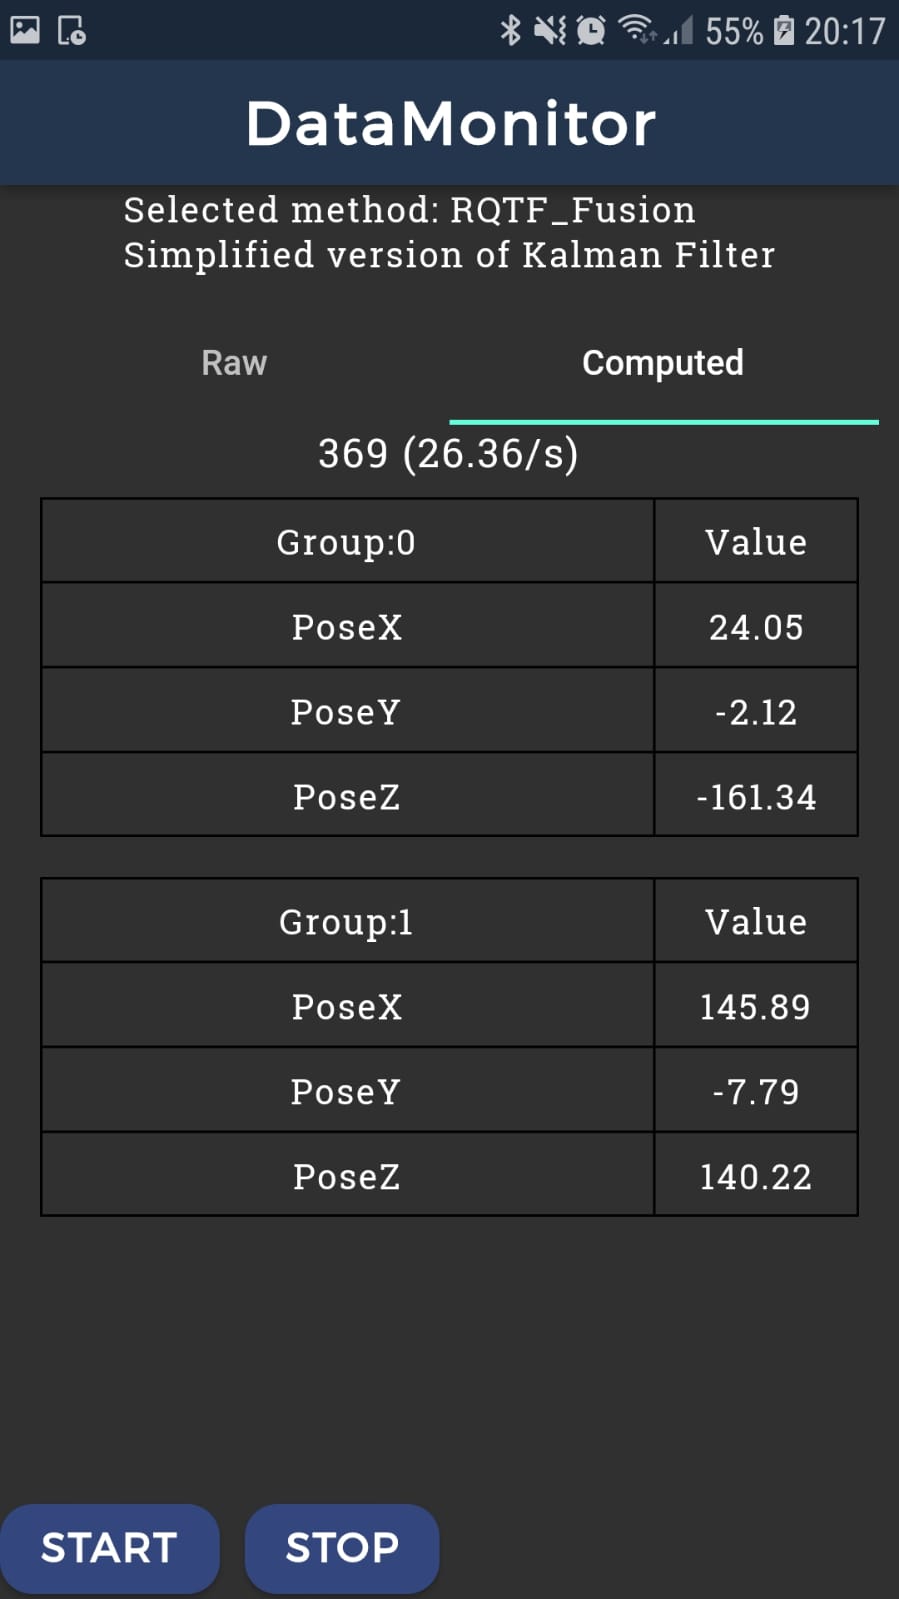 55% 20:17
DataMonitor
Selected method: RQTF_Fusion
Simplified version of Kalman Filter
Raw Computed
369 (26.36/s)
Group:0 Value
PoseX 24.05
PoseY -2.12
PoseZ -161.34
Group:1 Value
PoseX 145.89
PoseY -7.79
PoseZ 140.22
START STOP